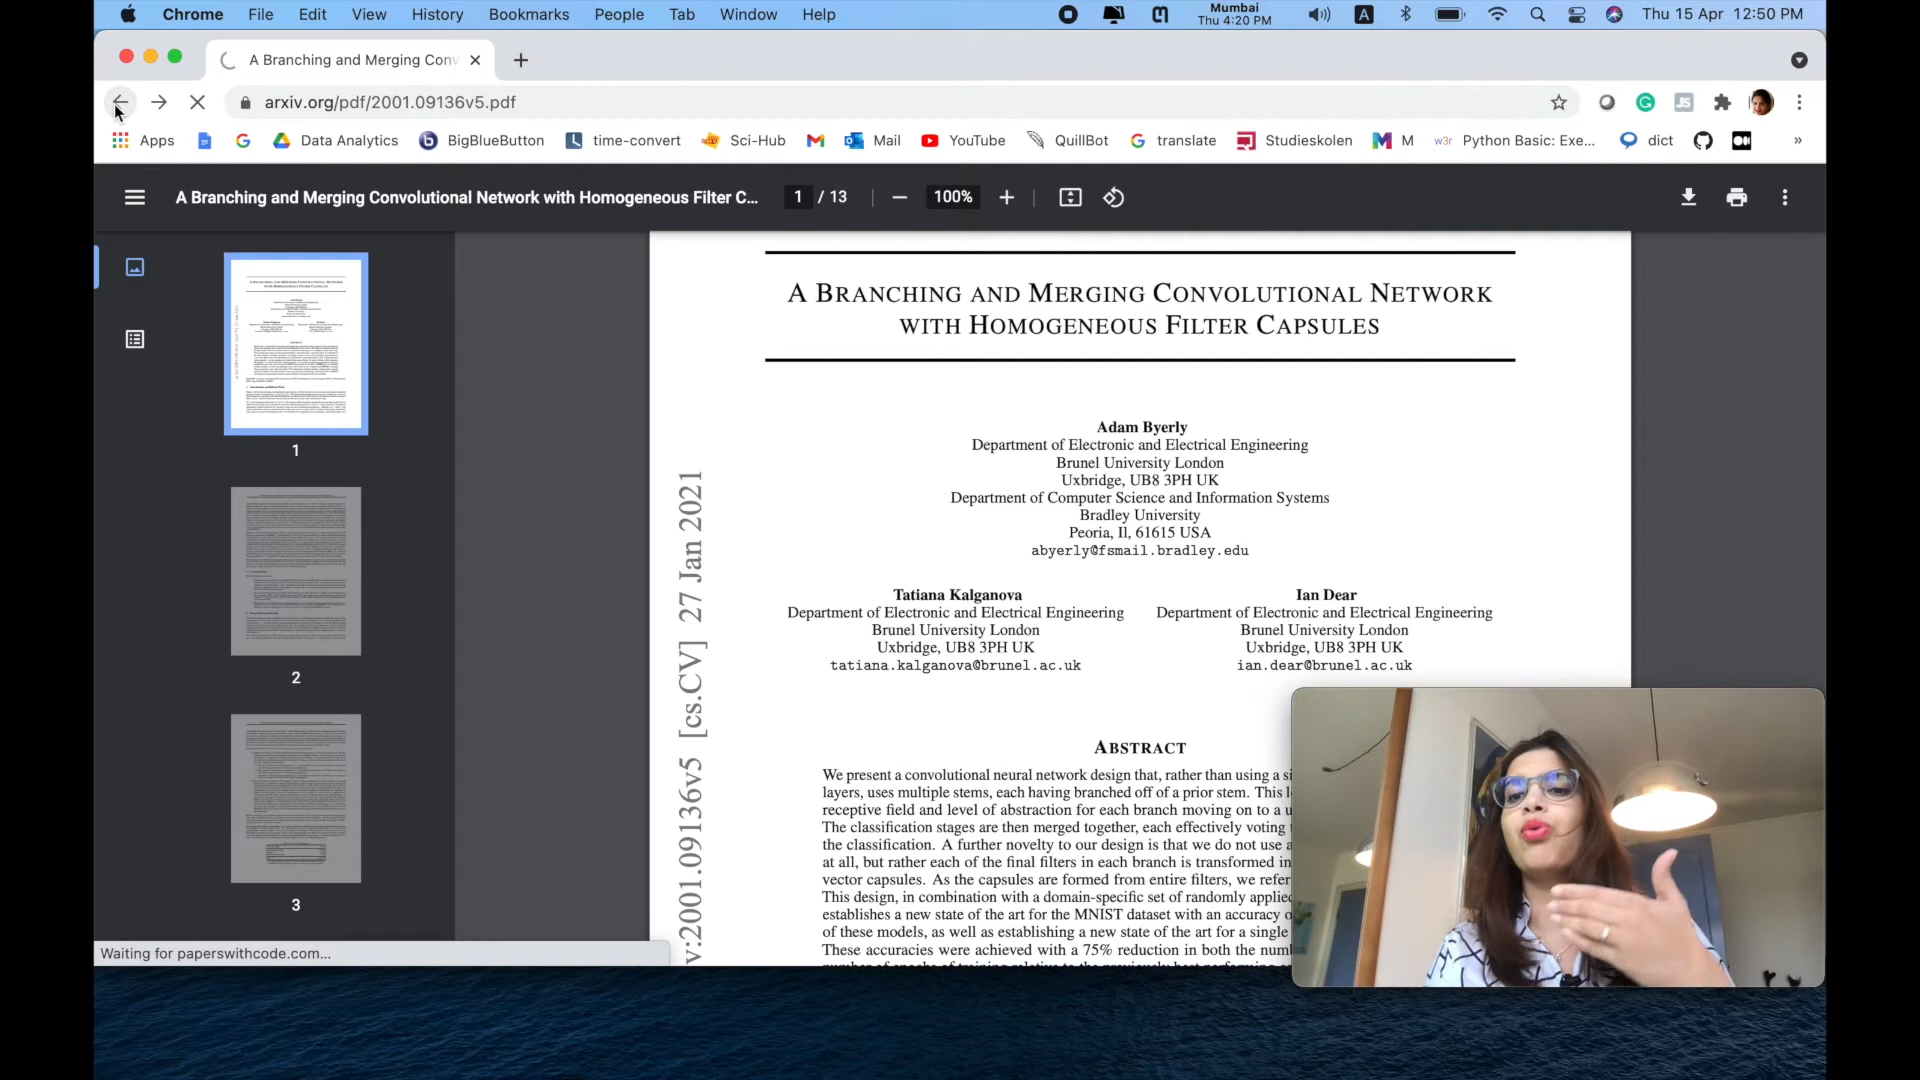 Chrome File Edit View History Bookmarks People Tab Window Help
Mumbai
Thu 4:20 PM
A
Thu 15 Apr 12:50 PM
A Branching and Merging Conv
arxiv.org/pdf/2001.09136v5.pdf
Apps
Data Analytics
BigBlueButton
time-convert
Sci-Hub
Mail
YouTube
QuillBot
translate
Studieskolen
M
w3r Python Basic: Exe...
dict
»
A Branching and Merging Convolutional Network with Homogeneous Filter C...
1 / 13
100%
1
2
3
A BRANCHING AND MERGING CONVOLUTIONAL NETWORK
WITH HOMOGENEOUS FILTER CAPSULES
Adam Byerly
Department of Electronic and Electrical Engineering
Brunel University London
Uxbridge, UB8 3PH UK
Department of Computer Science and Information Systems
Bradley University
Peoria, Il, 61615 USA
abyerly@fsmail.bradley.edu
Tatiana Kalganova
Department of Electronic and Electrical Engineering
Brunel University London
Uxbridge, UB8 3PH UK
tatiana.kalganova@brunel.ac.uk
Ian Dear
Department of Electronic and Electrical Engineering
Brunel University London
Uxbridge, UB8 3PH UK
ian.dear@brunel.ac.uk
v:2001.09136v5 [cs.CV] 27 Jan 2021
ABSTRACT
We present a convolutional neural network design that, rather than using a si
layers, uses multiple stems, each having branched off of a prior stem. This l
receptive field and level of abstraction for each branch moving on to a u
The classification stages are then merged together, each effectively voting
the classification. A further novelty to our design is that we do not use a
at all, but rather each of the final filters in each branch is transformed in
vector capsules. As the capsules are formed from entire filters, we refer
This design, in combination with a domain-specific set of randomly applied
establishes a new state of the art for the MNIST dataset with an accuracy o
of these models, as well as establishing a new state of the art for a single
These accuracies were achieved with a 75% reduction in both the num
Waiting for paperswithcode.com...